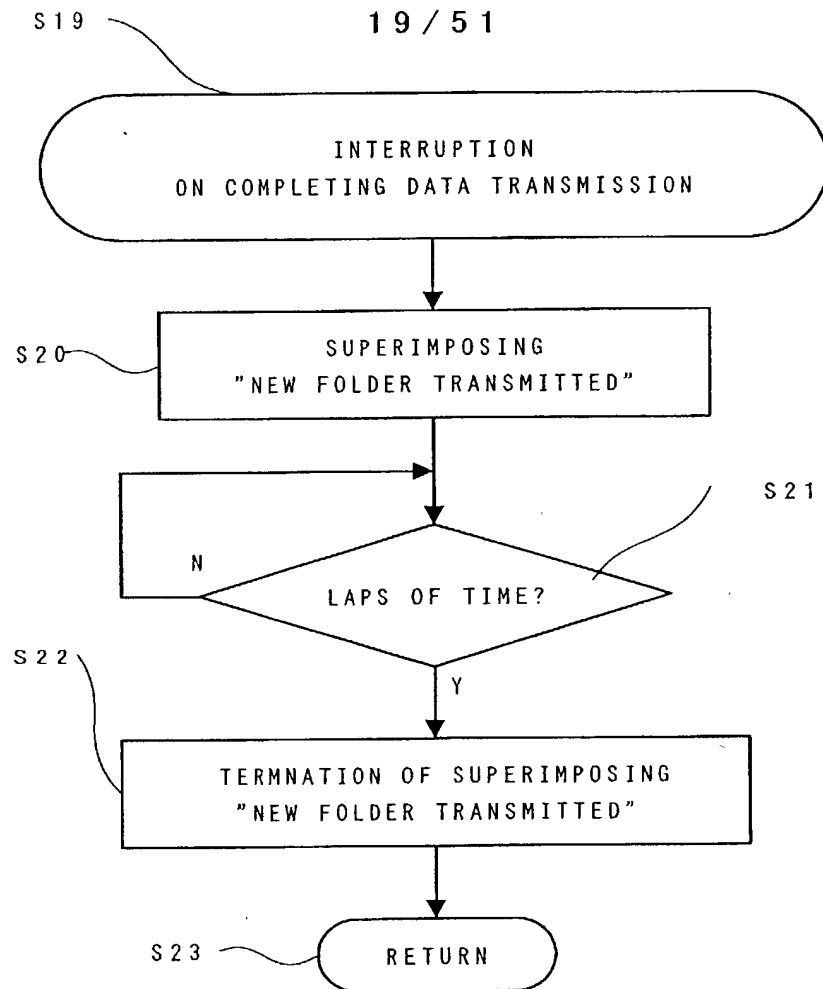 S19
19/51
INTERRUPTION
ON COMPLETING DATA TRANSMISSION
S20
SUPERIMPOSING
"NEW FOLDER TRANSMITTED"
S21
N
LAPS OF TIME?
S22
Y
TERMNATION OF SUPERIMPOSING
"NEW FOLDER TRANSMITTED"
S23
RETURN